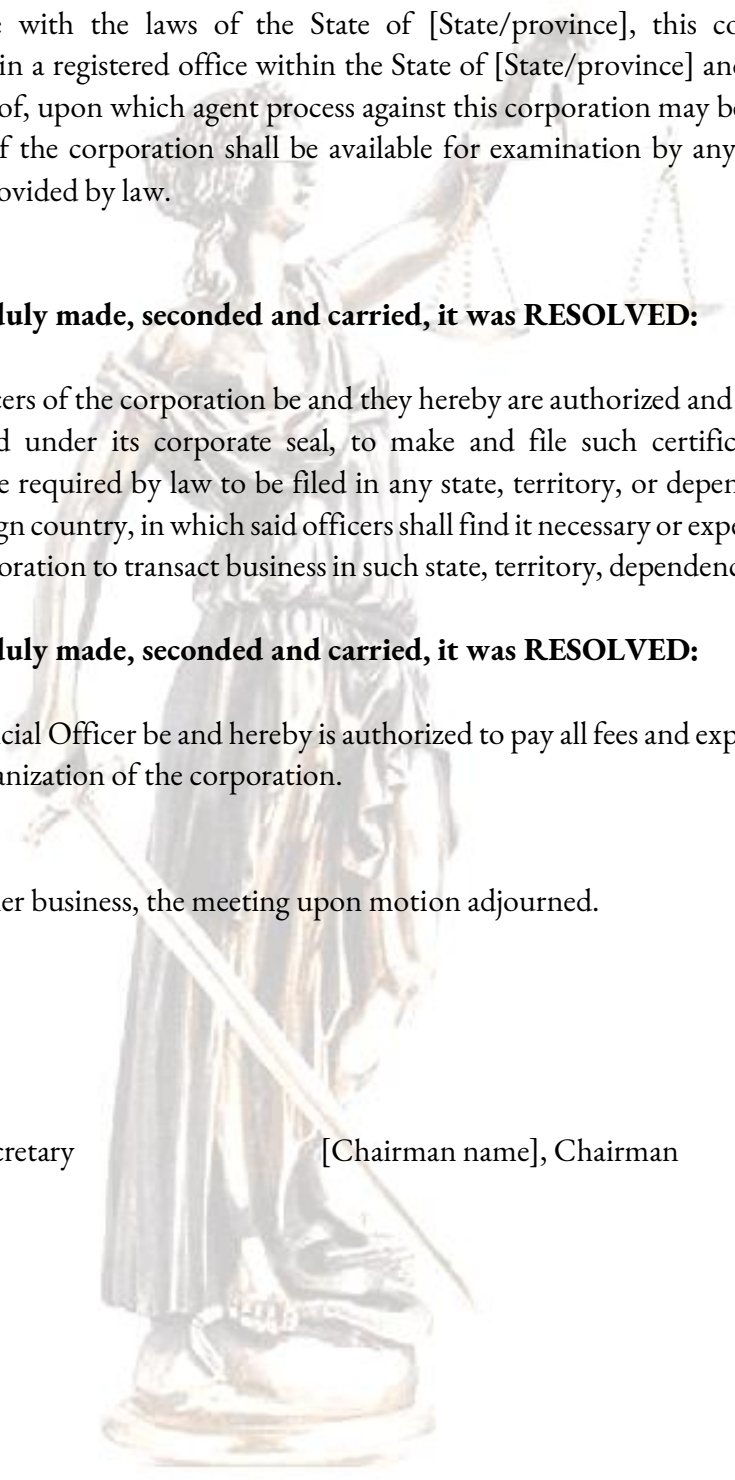 with the laws of the State of [State/province], this
in a registered office within the State of [State/province]
of, upon which agent process against this corporation may
the corporation shall be available for examination by any
ovided by law.
duly made, seconded and carried, it was RESOLVED:
cers of the corporation be and they hereby are authorized and
under its corporate seal, to make and file such certific
required by law to be filed in any state, territory, or depen
gn country, in which said officers shall find it necessary or expe
oration to transact business in such state, territory, dependenc
duly made, seconded and carried, it was RESOLVED:
cial Officer be and hereby is authorized to pay all fees and exp
anization of the corporation.
er business, the meeting upon motion adjourned.
cretary [Chairman name], Chairman